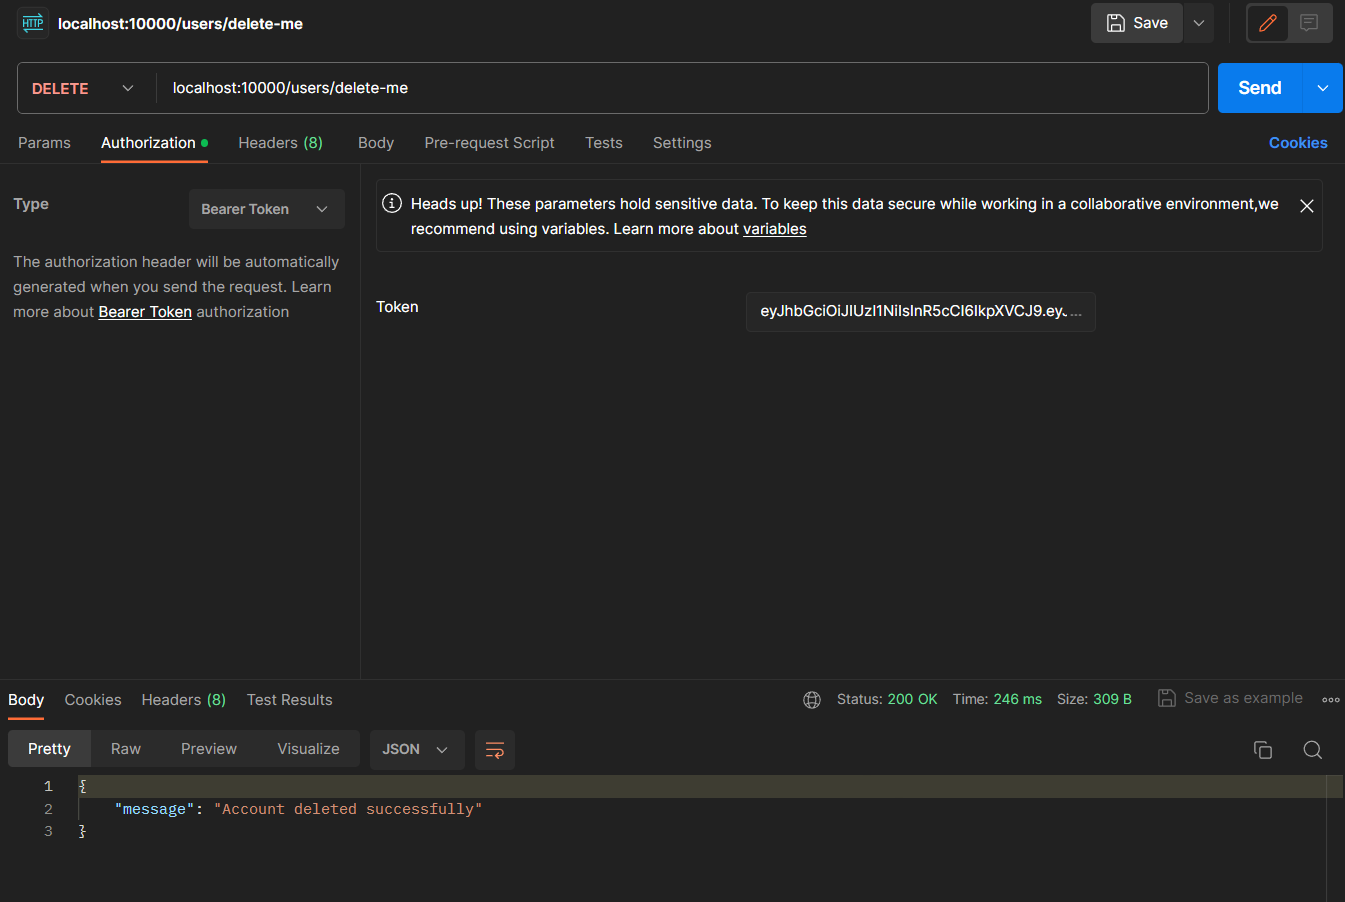 HTTP localhost:10000/users/delete-me
Save
DELETE localhost:10000/users/delete-me Send
Params Authorization Headers (8) Body Pre-request Script Tests Settings Cookies
Type Bearer Token
The authorization header will be automatically
generated when you send the request. Learn
more about Bearer Token authorization
Heads up! These parameters hold sensitive data. To keep this data secure while working in a collaborative environment,we
recommend using variables. Learn more about variables
Token eyJhbGciOiJIUzI1NiIsInR5cCI6IkpXVCJ9.eyJ...
Body Cookies Headers (8) Test Results Status: 200 OK Time: 246 ms Size: 309 B Save as example
Pretty Raw Preview Visualize JSON
1 {
2 "message": "Account deleted successfully"
3 }